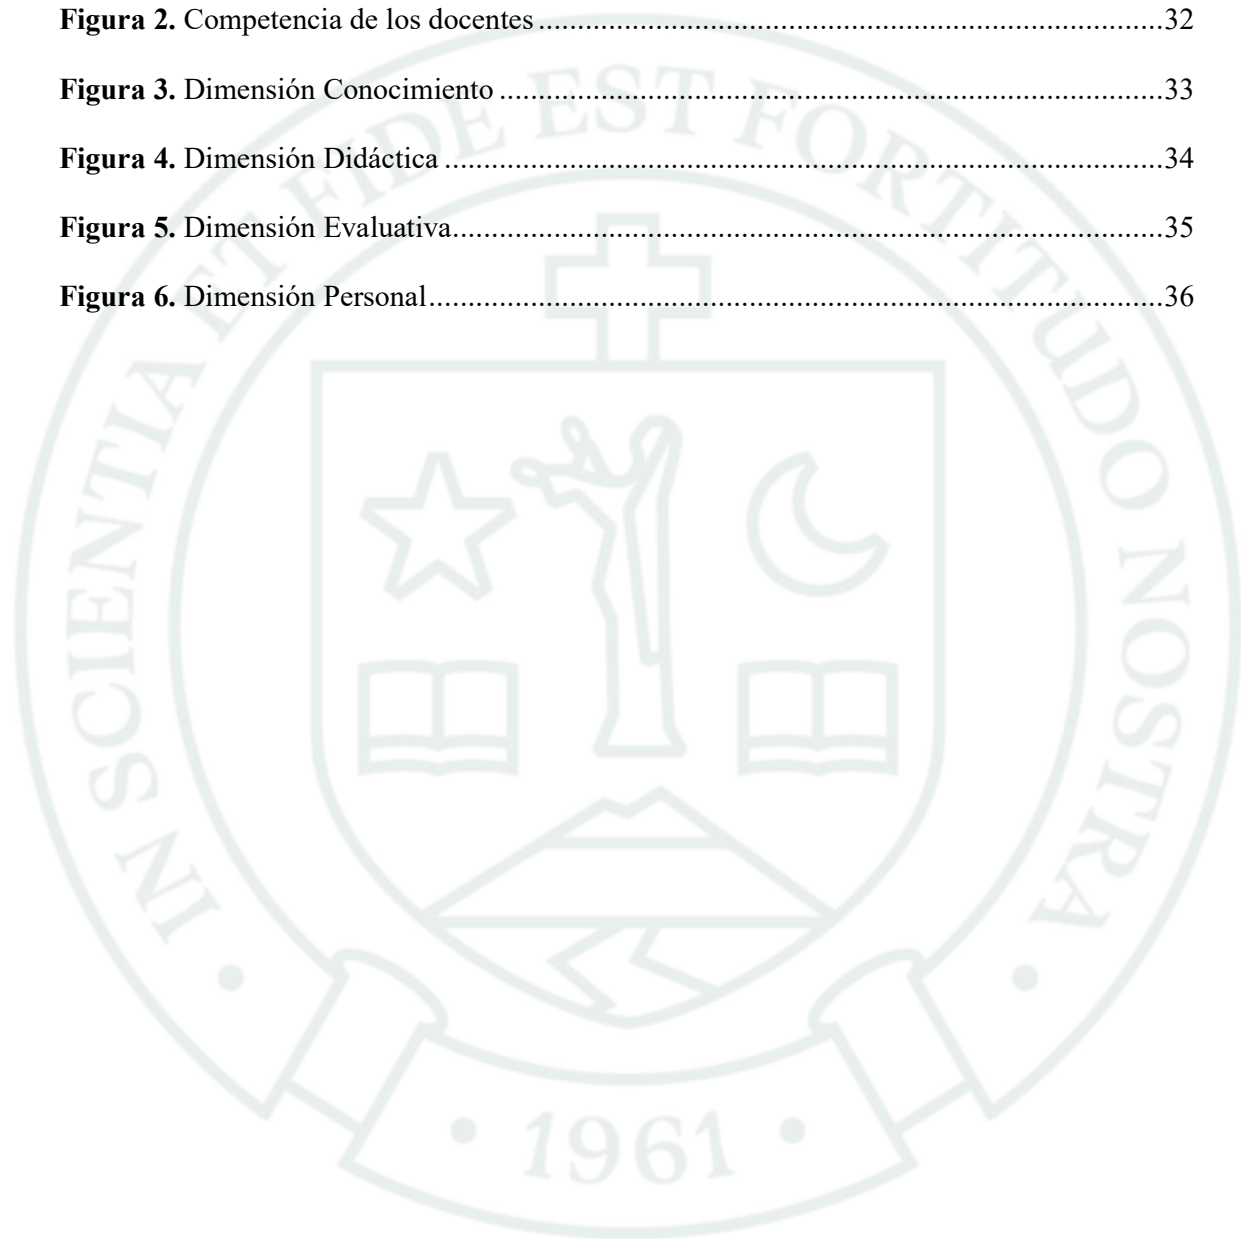 Figura 2. Competencia de los docentes........................................................................................32
Figura 3. Dimensión Conocimiento........................................................................................33
Figura 4. Dimensión Didáctica........................................................................................34
Figura 5. Dimensión Evaluativa........................................................................................35
Figura 6. Dimensión Personal........................................................................................36
IN SCIENTIA ET FIDE EST FORTITUDO NOSTRA
• 1961 •